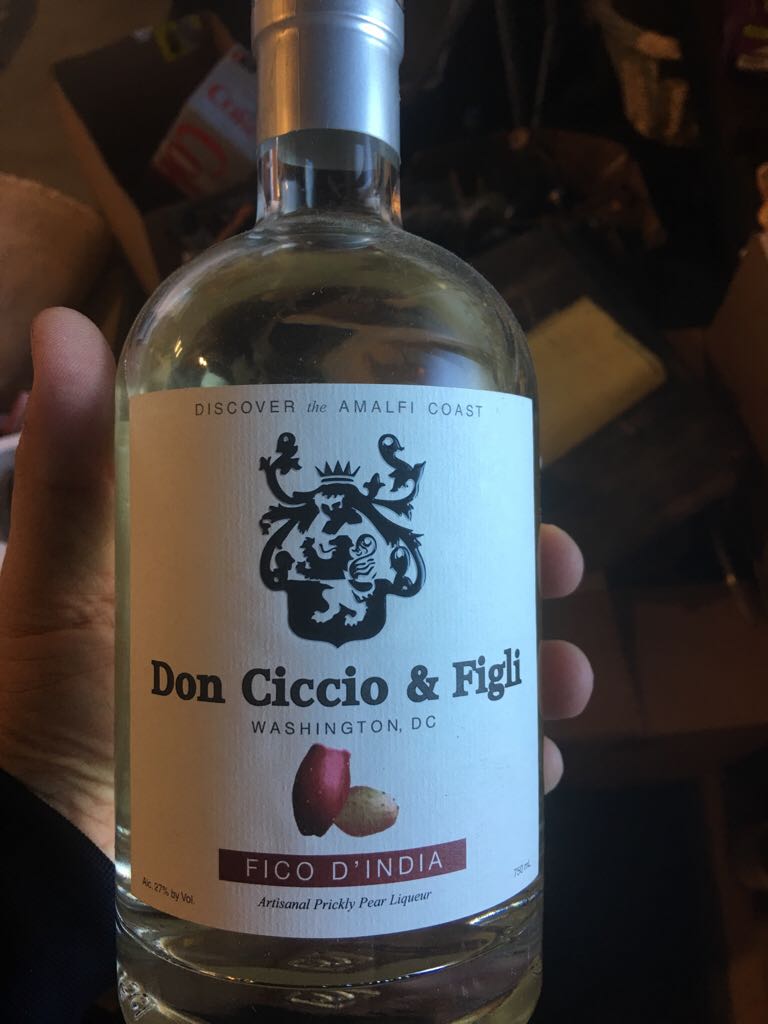 DISCOVER the AMALFI COAST
Don Ciccio & Figli
WASHINGTON, DC
FICO D'INDIA
Alc. 27% by Vol.
750 mL
Artisanal Prickly Pear Liqueur